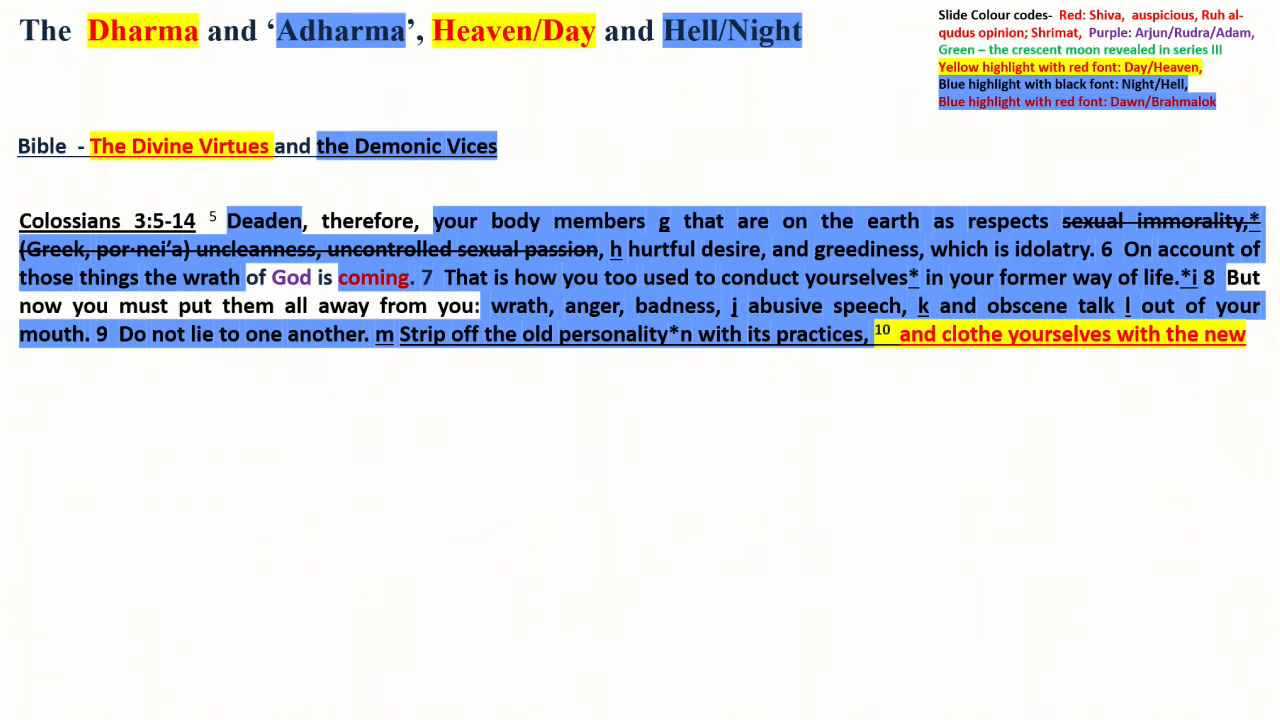 The Dharma and ‘Adharma’, Heaven/Day and Hell/Night
Slide Colour codes- Red: Shiva, auspicious, Ruh al-
qudus opinion; Shrimat, Purple: Arjun/Rudra/Adam,
Green – the crescent moon revealed in series III
Yellow highlight with red font: Day/Heaven,
Blue highlight with black font: Night/Hell,
Blue highlight with red font: Dawn/Brahmalok
Bible - The Divine Virtues and the Demonic Vices
Colossians 3:5-14 5 Deaden, therefore, your body members g that are on the earth as respects sexual immorality,*
(Greek, por·nei′a) uncleanness, uncontrolled sexual passion, h hurtful desire, and greediness, which is idolatry. 6 On account of
those things the wrath of God is coming. 7 That is how you too used to conduct yourselves* in your former way of life.*i 8 But
now you must put them all away from you: wrath, anger, badness, j abusive speech, k and obscene talk l out of your
mouth. 9 Do not lie to one another. m Strip off the old personality*n with its practices, 10 and clothe yourselves with the new